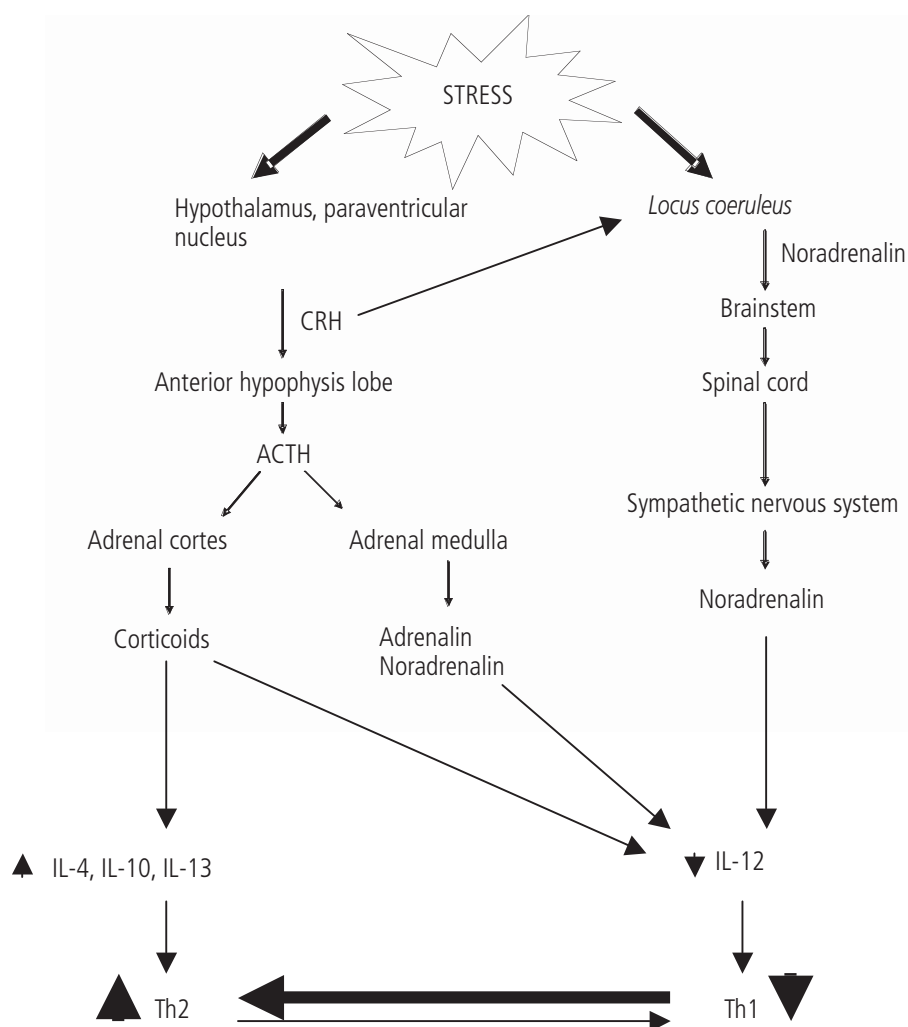 STRESS
Hypothalamus, paraventricular
nucleus
Locus coeruleus
Noradrenalin
CRH
Brainstem
Anterior hypophysis lobe
Spinal cord
ACTH
Sympathetic nervous system
Adrenal cortes
Adrenal medulla
Noradrenalin
Corticoids
Adrenalin
Noradrenalin
IL-4, IL-10, IL-13
IL-12
Th2
Th1